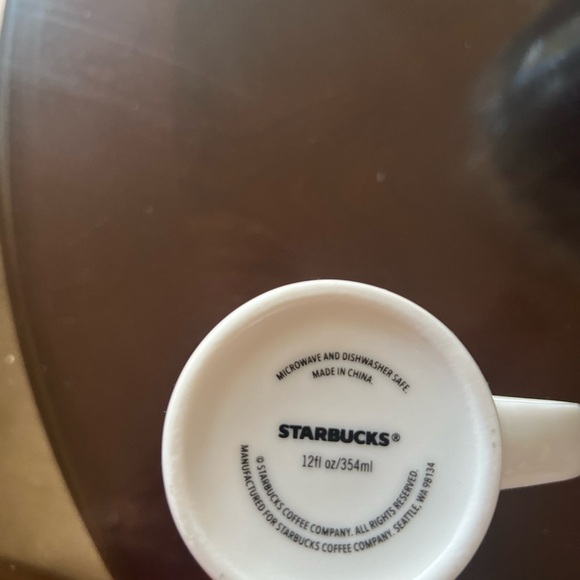 MICROWAVE AND DISHWASHER SAFE.
MADE IN CHINA.
STARBUCKS®
12fl oz/354ml
© STARBUCKS COFFEE COMPANY. ALL RIGHTS RESERVED.
MANUFACTURED FOR STARBUCKS COFFEE COMPANY. SEATTLE, WA 98134